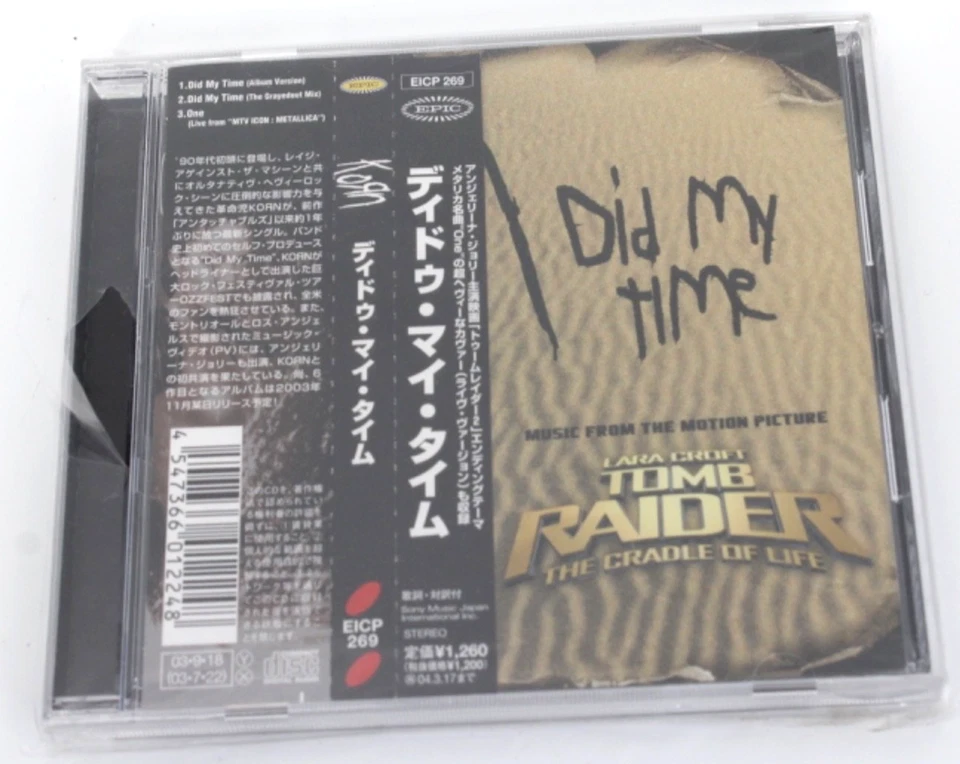 1.Did My Time (Album Version)
2.Did My Time (The Grayedout Mix)
3.One
(Live from "MTV ICON : METALLICA")
'90年代初頭に登場し、レイジ・
アゲインスト・ザ・マシーンと共
にオルタナティヴ・ヘヴィーロッ
ク・シーンに圧倒的な影響力を与
えてきた革命児KORNが、前作
「アンタッチャブルズ」以来約1年
ぶりに放つ最新シングル。バンド
史上初めてのセルフ・プロデュース
となる"Did My Time"、KORNが
ヘッドライナーとして出演した巨
大ロック・フェスティヴァル・ツア
ーOZZFESTでも披露され、全米
のファンを熱狂させている。また、
モントリオールとロス・アンジェ
ルスで撮影されたミュージック・
ヴィデオ(PV)には、アンジェリ
ーナ・ジョリーも出演、KORNと
の初共演を果たしている。尚、6
作目となるアルバムは2003年
11月某日リリース予定!
4 547366 012248
03・9・18
(03・7・22)
Y
X
EPIC
KoRn
ディドゥ・マイ・タイム
EICP
269
EICP 269
EPIC
アンジェリーナ・ジョリー主演映画「トゥームレイダー2」エンディングテーマ
メタリカ名曲"One"の超ヘヴィーなカヴァー(ライヴ・ヴァージョン)も収録
ディドゥ・マイ・タイム
歌詞・対訳付
Sony Music Japan
International Inc.
STEREO
定価¥1,260
(税抜価格¥1,200)
再04.3.17まで
Did My
Time
MUSIC FROM THE MOTION PICTURE
LARA CROFT
TOMB
RAIDER
THE CRADLE OF LIFE